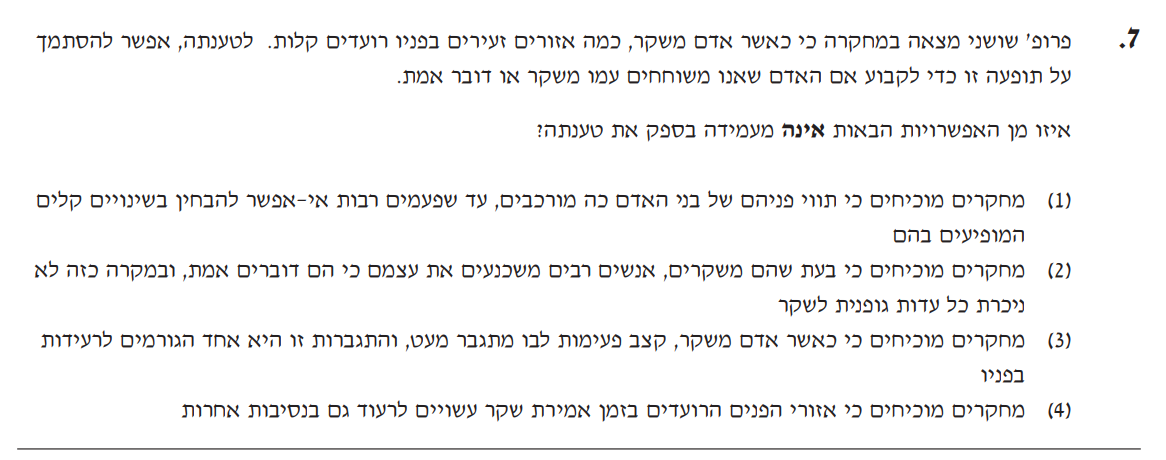 7. פרופ' שושני מצאה במחקרה כי כאשר אדם משקר, כמה אזורים זעירים בפניו רועדים קלות. לטענתה, אפשר להסתמך
על תופעה זו כדי לקבוע אם האדם שאנו משוחחים עמו משקר או דובר אמת.
איזו מן האפשרויות הבאות אינה מעמידה בספק את טענתה?
(1) מחקרים מוכיחים כי תווי פניהם של בני האדם כה מורכבים, עד שפעמים רבות אי-אפשר להבחין בשינויים קלים
המופיעים בהם
(2) מחקרים מוכיחים כי בעת שהם משקרים, אנשים רבים משכנעים את עצמם כי הם דוברים אמת, ובמקרה כזה לא
ניכרת כל עדות גופנית לשקר
(3) מחקרים מוכיחים כי כאשר אדם משקר, קצב פעימות לבו מתגבר מעט, והתגברות זו היא אחד הגורמים לרעידות
בפניו
(4) מחקרים מוכיחים כי אזורי הפנים הרועדים בזמן אמירת שקר עשויים לרעוד גם בנסיבות אחרות